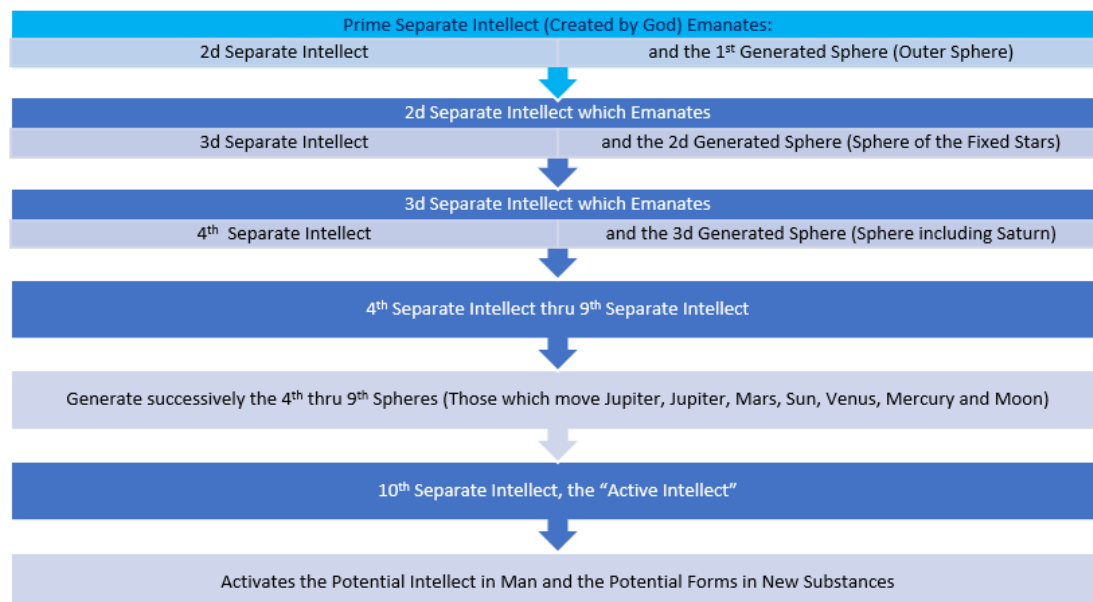 Prime Separate Intellect (Created by God) Emanates:
2d Separate Intellect
and the 1st Generated Sphere (Outer Sphere)
2d Separate Intellect which Emanates
3d Separate Intellect
and the 2d Generated Sphere (Sphere of the Fixed Stars)
3d Separate Intellect which Emanates
4th Separate Intellect
and the 3d Generated Sphere (Sphere including Saturn)
4th Separate Intellect thru 9th Separate Intellect
Generate successively the 4th thru 9th Spheres (Those which move Jupiter, Jupiter, Mars, Sun, Venus, Mercury and Moon)
10th Separate Intellect, the “Active Intellect”
Activates the Potential Intellect in Man and the Potential Forms in New Substances